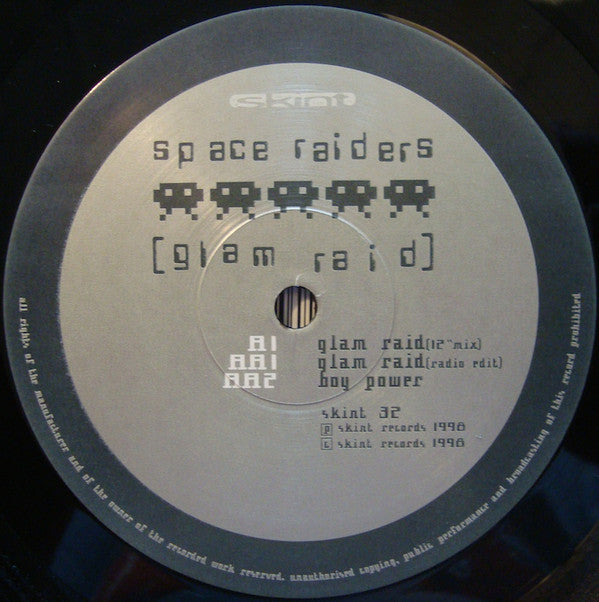 skint
space raiders
[glam raid]
A1 glam raid(12"mix)
AA1 glam raid(radio edit)
AA2 boy power
skint 32
p skint records 1998
c skint records 1998
all rights of the manufacturer and of the owner of the recorded work reserved. unauthorised copying, public performance and broadcasting of this record prohibited